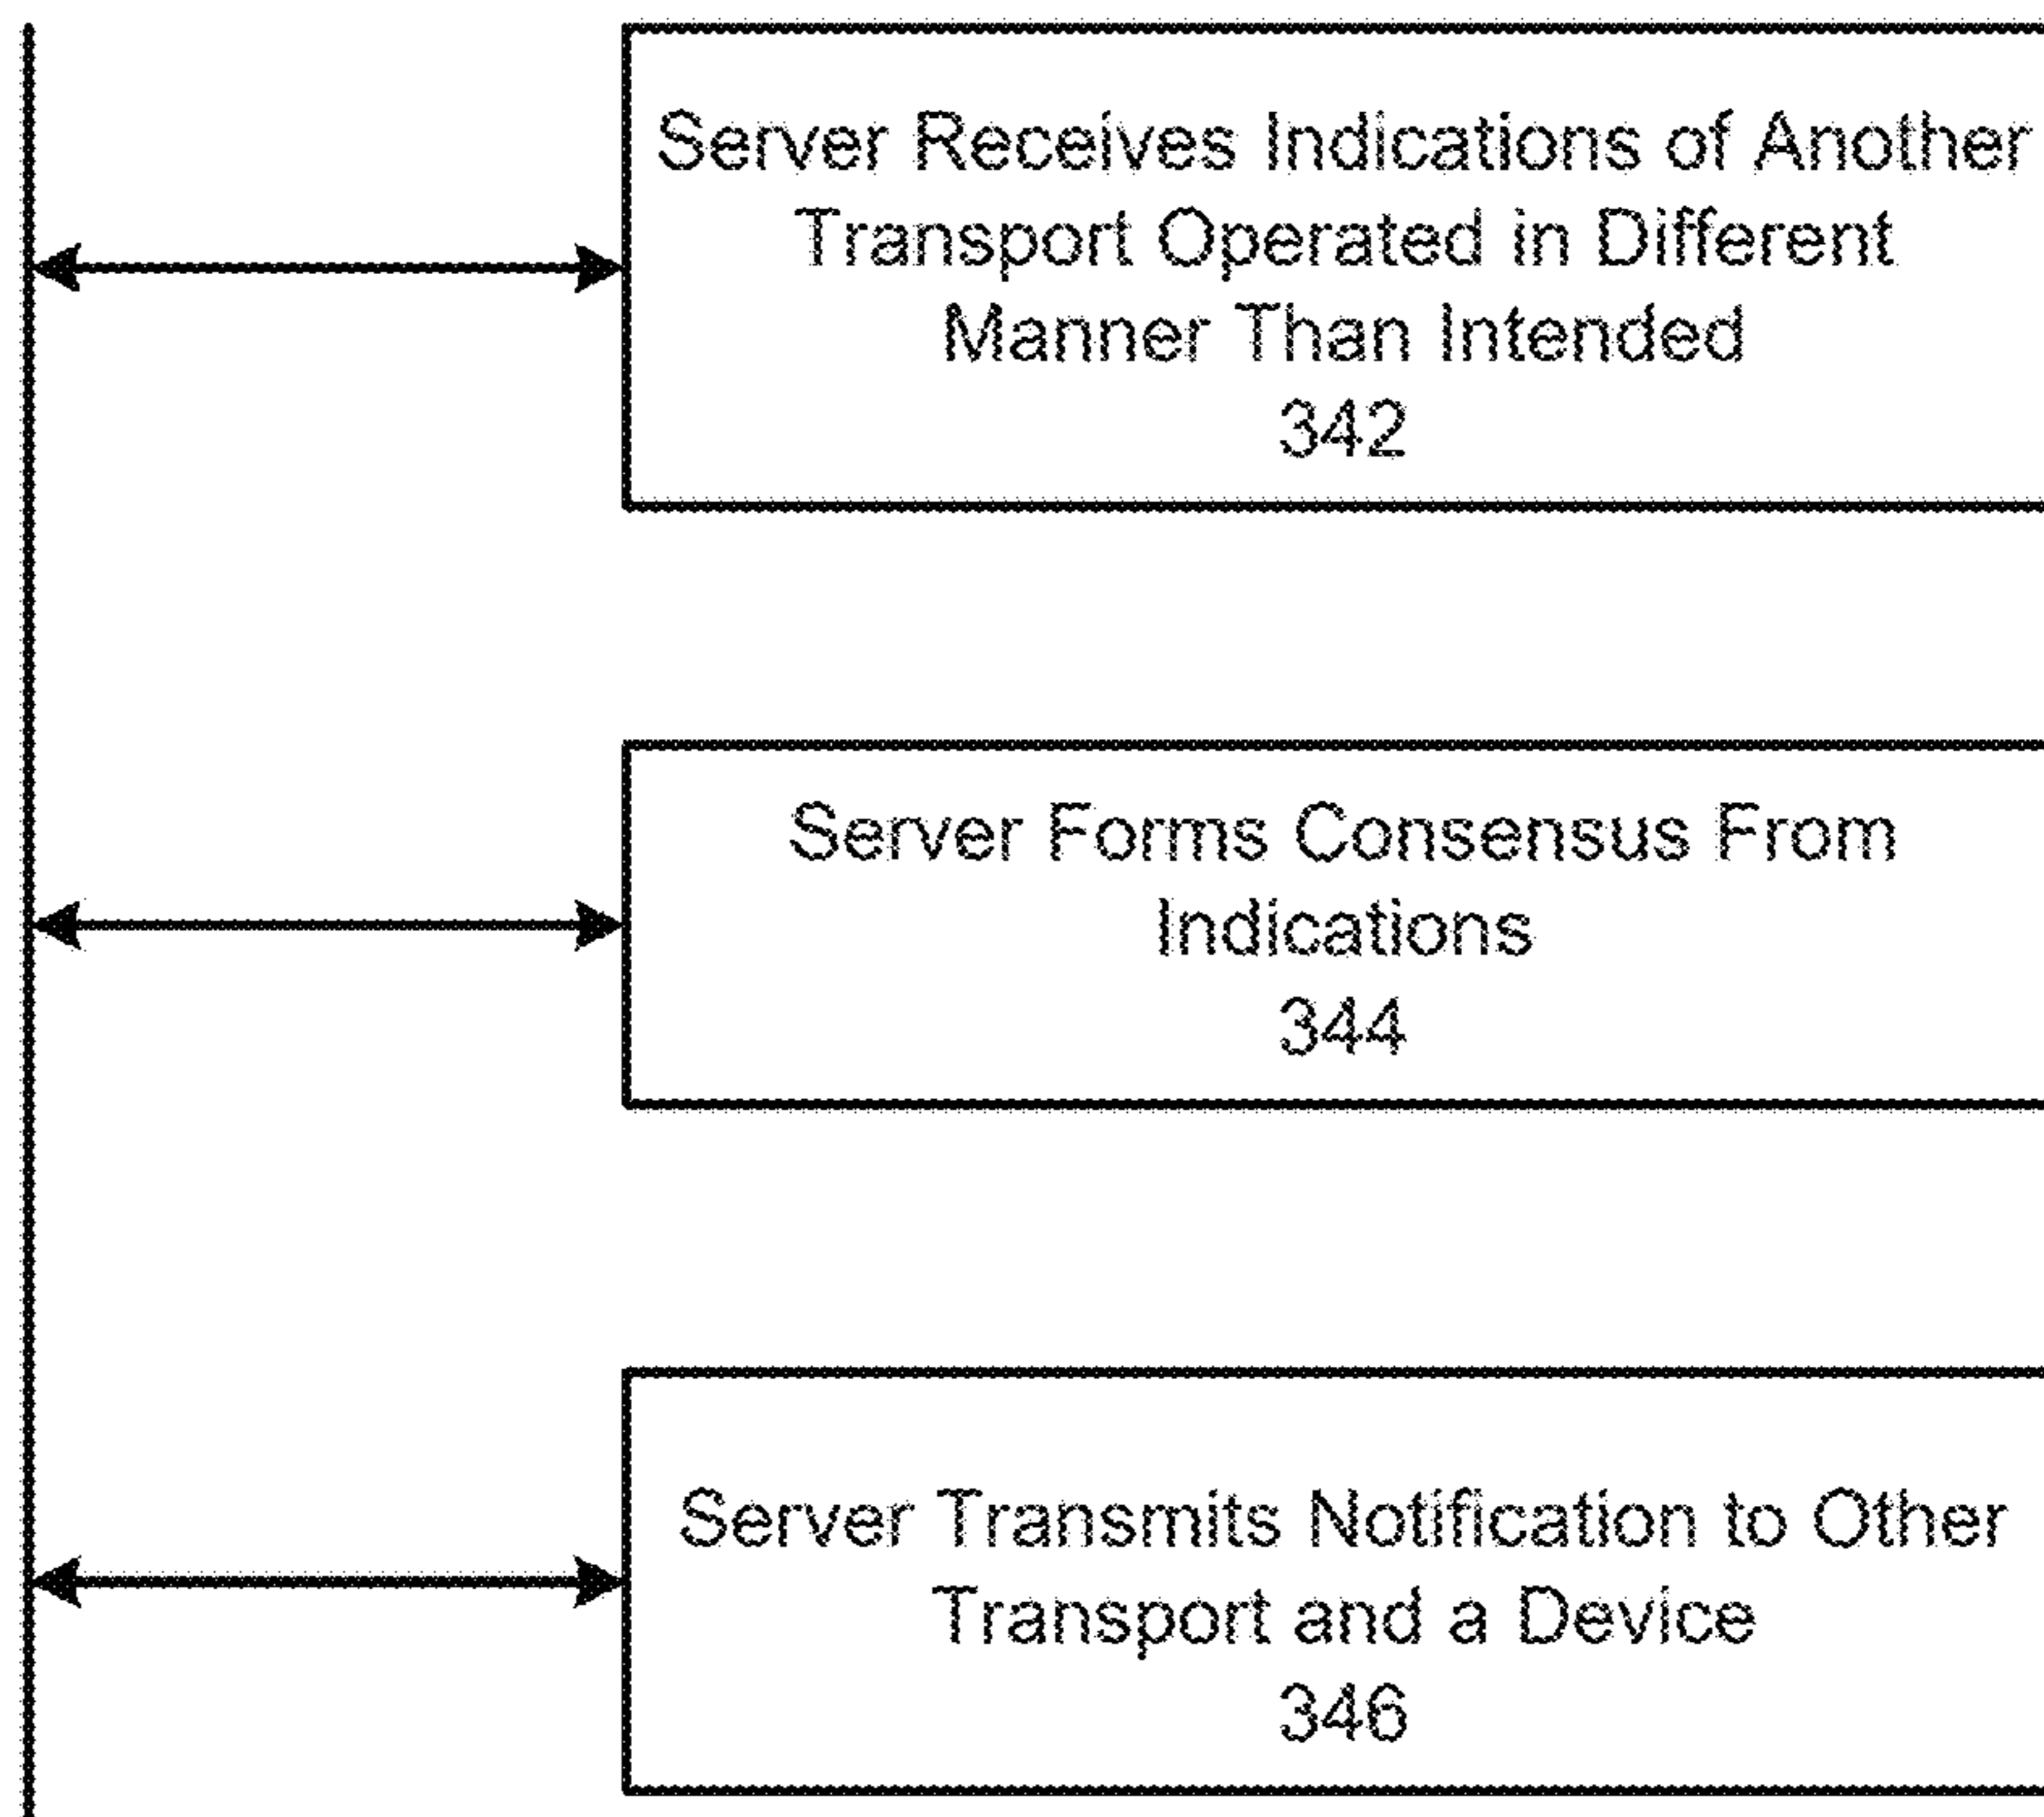 Server Receives Indications of Another
Transport Operated in Different
Manner Than Intended
342
Server Forms Consensus From
Indications
344
Server Transmits Notification to Other
Transport and a Device
346